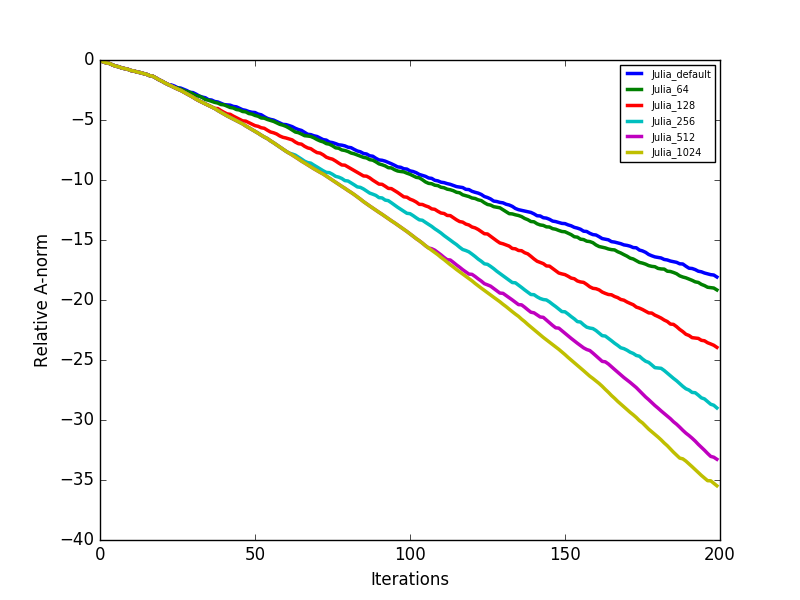 0
−5
−10
−15
−20
−25
−30
−35
−40
Relative A-norm
0
50
100
150
200
Iterations
Julia_default
Julia_64
Julia_128
Julia_256
Julia_512
Julia_1024